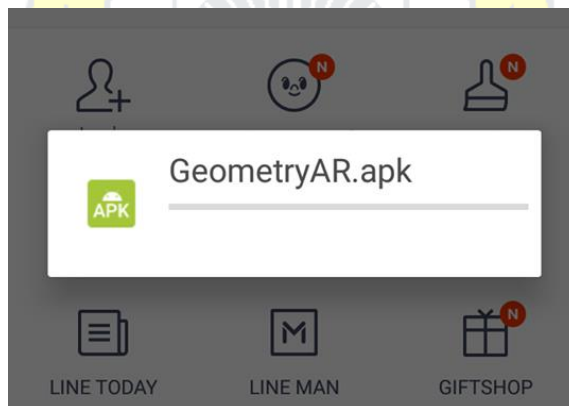 N
N
GeometryAR.apk
APK
N
LINE TODAY
LINE MAN
GIFTSHOP